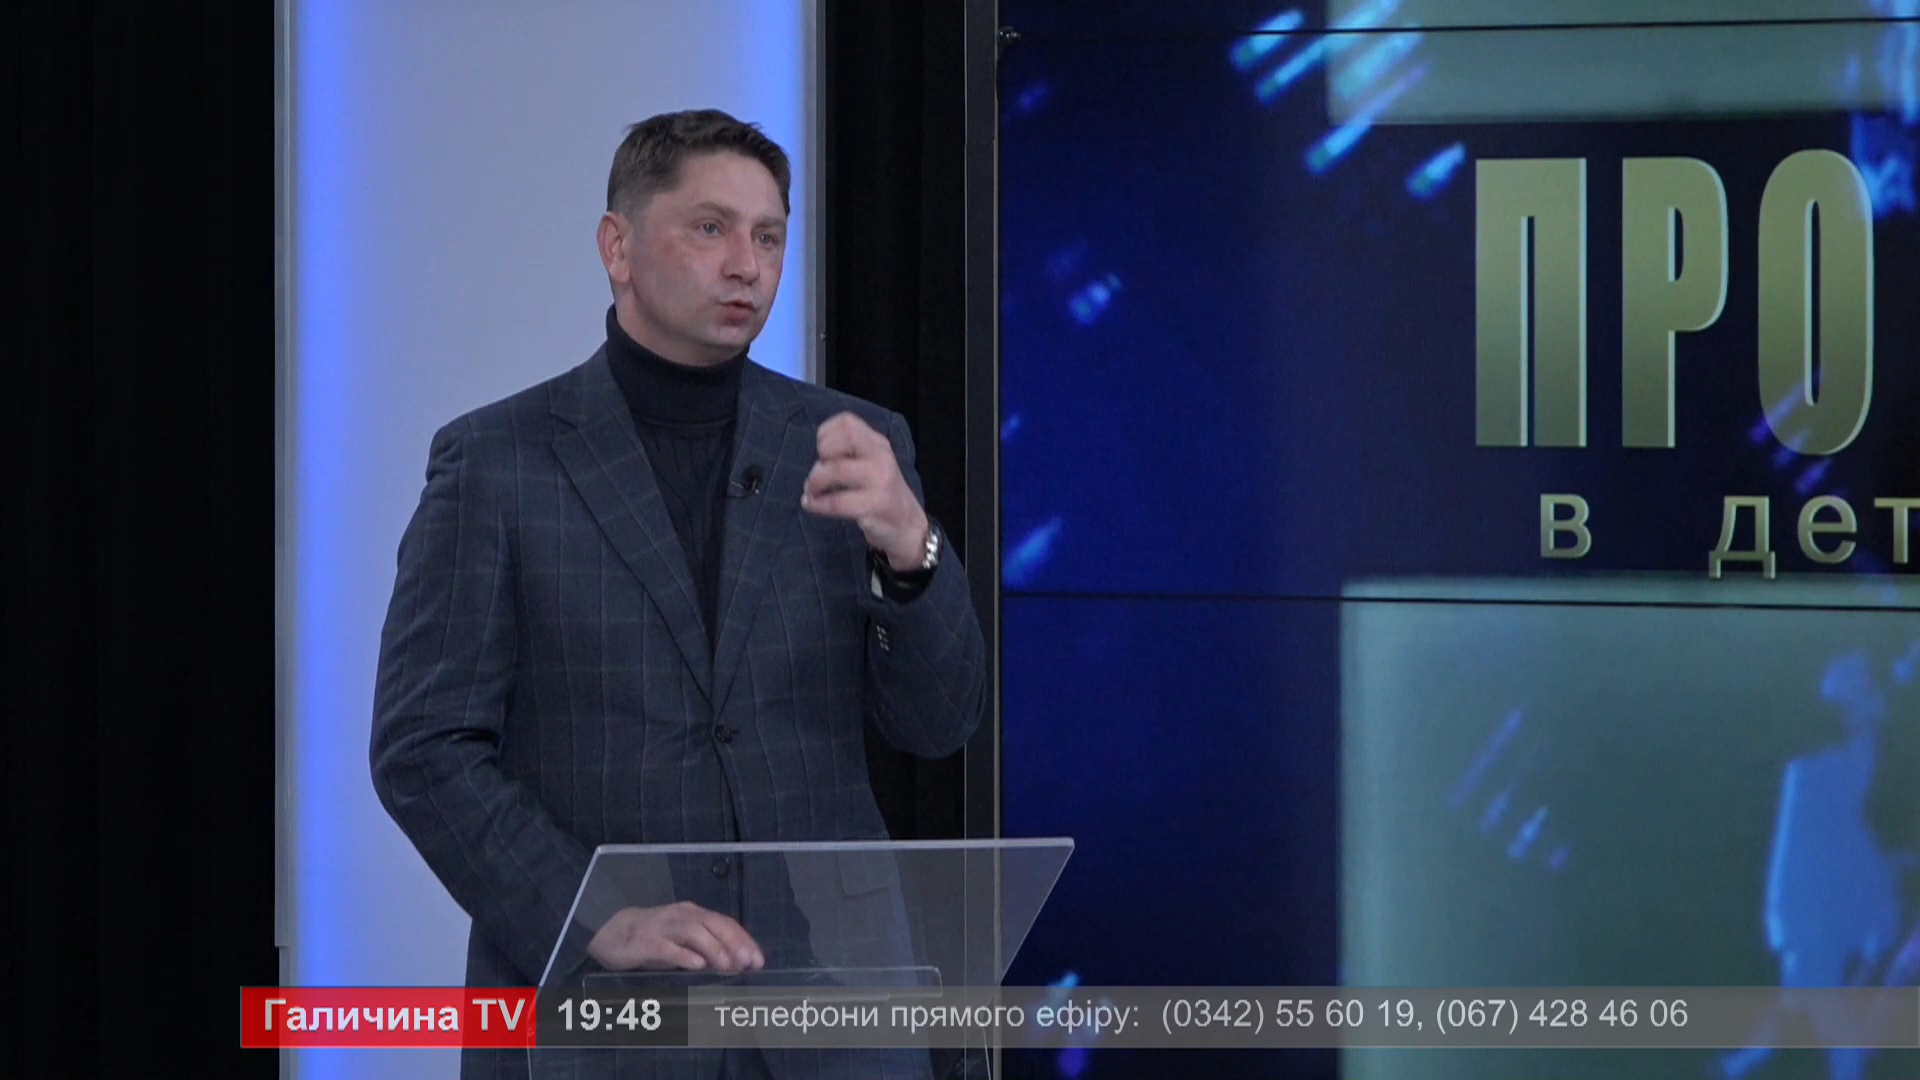 ПРО
в дет
Галичина TV 19:48 телефони прямого ефіру: (0342) 55 60 19, (067) 428 46 06